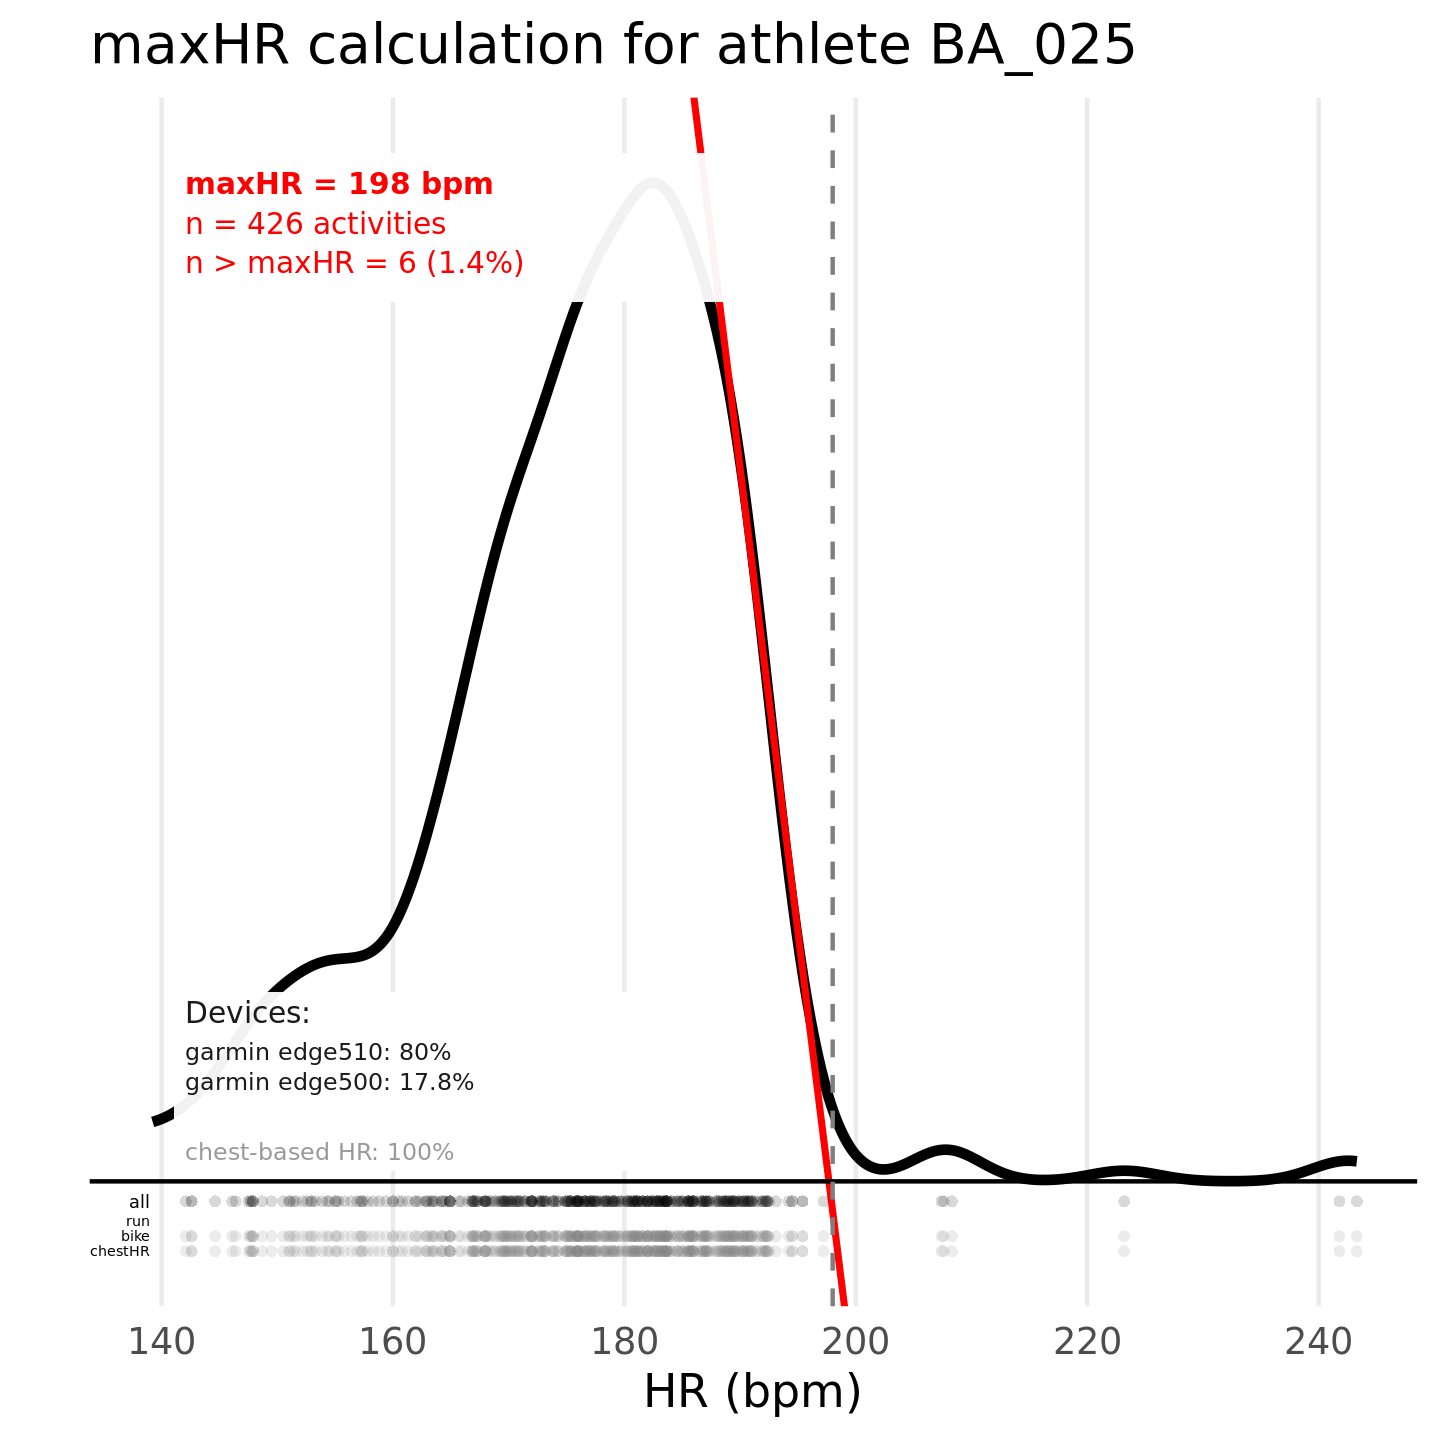 maxHR calculation for athlete BA_025
maxHR = 198 bpm
n = 426 activities
n > maxHR = 6 (1.4%)
Devices:
garmin edge510: 80%
garmin edge500: 17.8%
chest-based HR: 100%
all
run
bike
chestHR
140 160 180 200 220 240
HR (bpm)